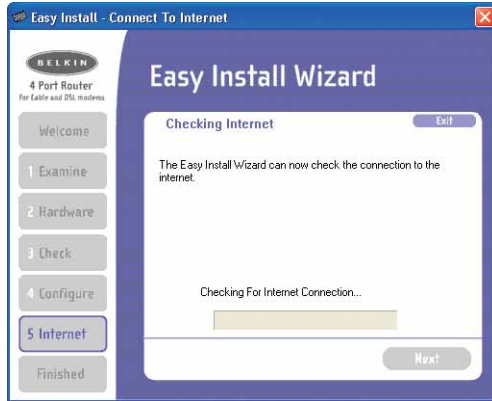 Easy Install - Connect To Internet
BELKIN
4 Port Router
for Cable and DSL modems
Easy Install Wizard
Welcome
1 Examine
2 Hardware
3 Check
4 Configure
5 Internet
Finished
Checking Internet
Exit
The Easy Install Wizard can now check the connection to the
internet.
Checking For Internet Connection...
Next